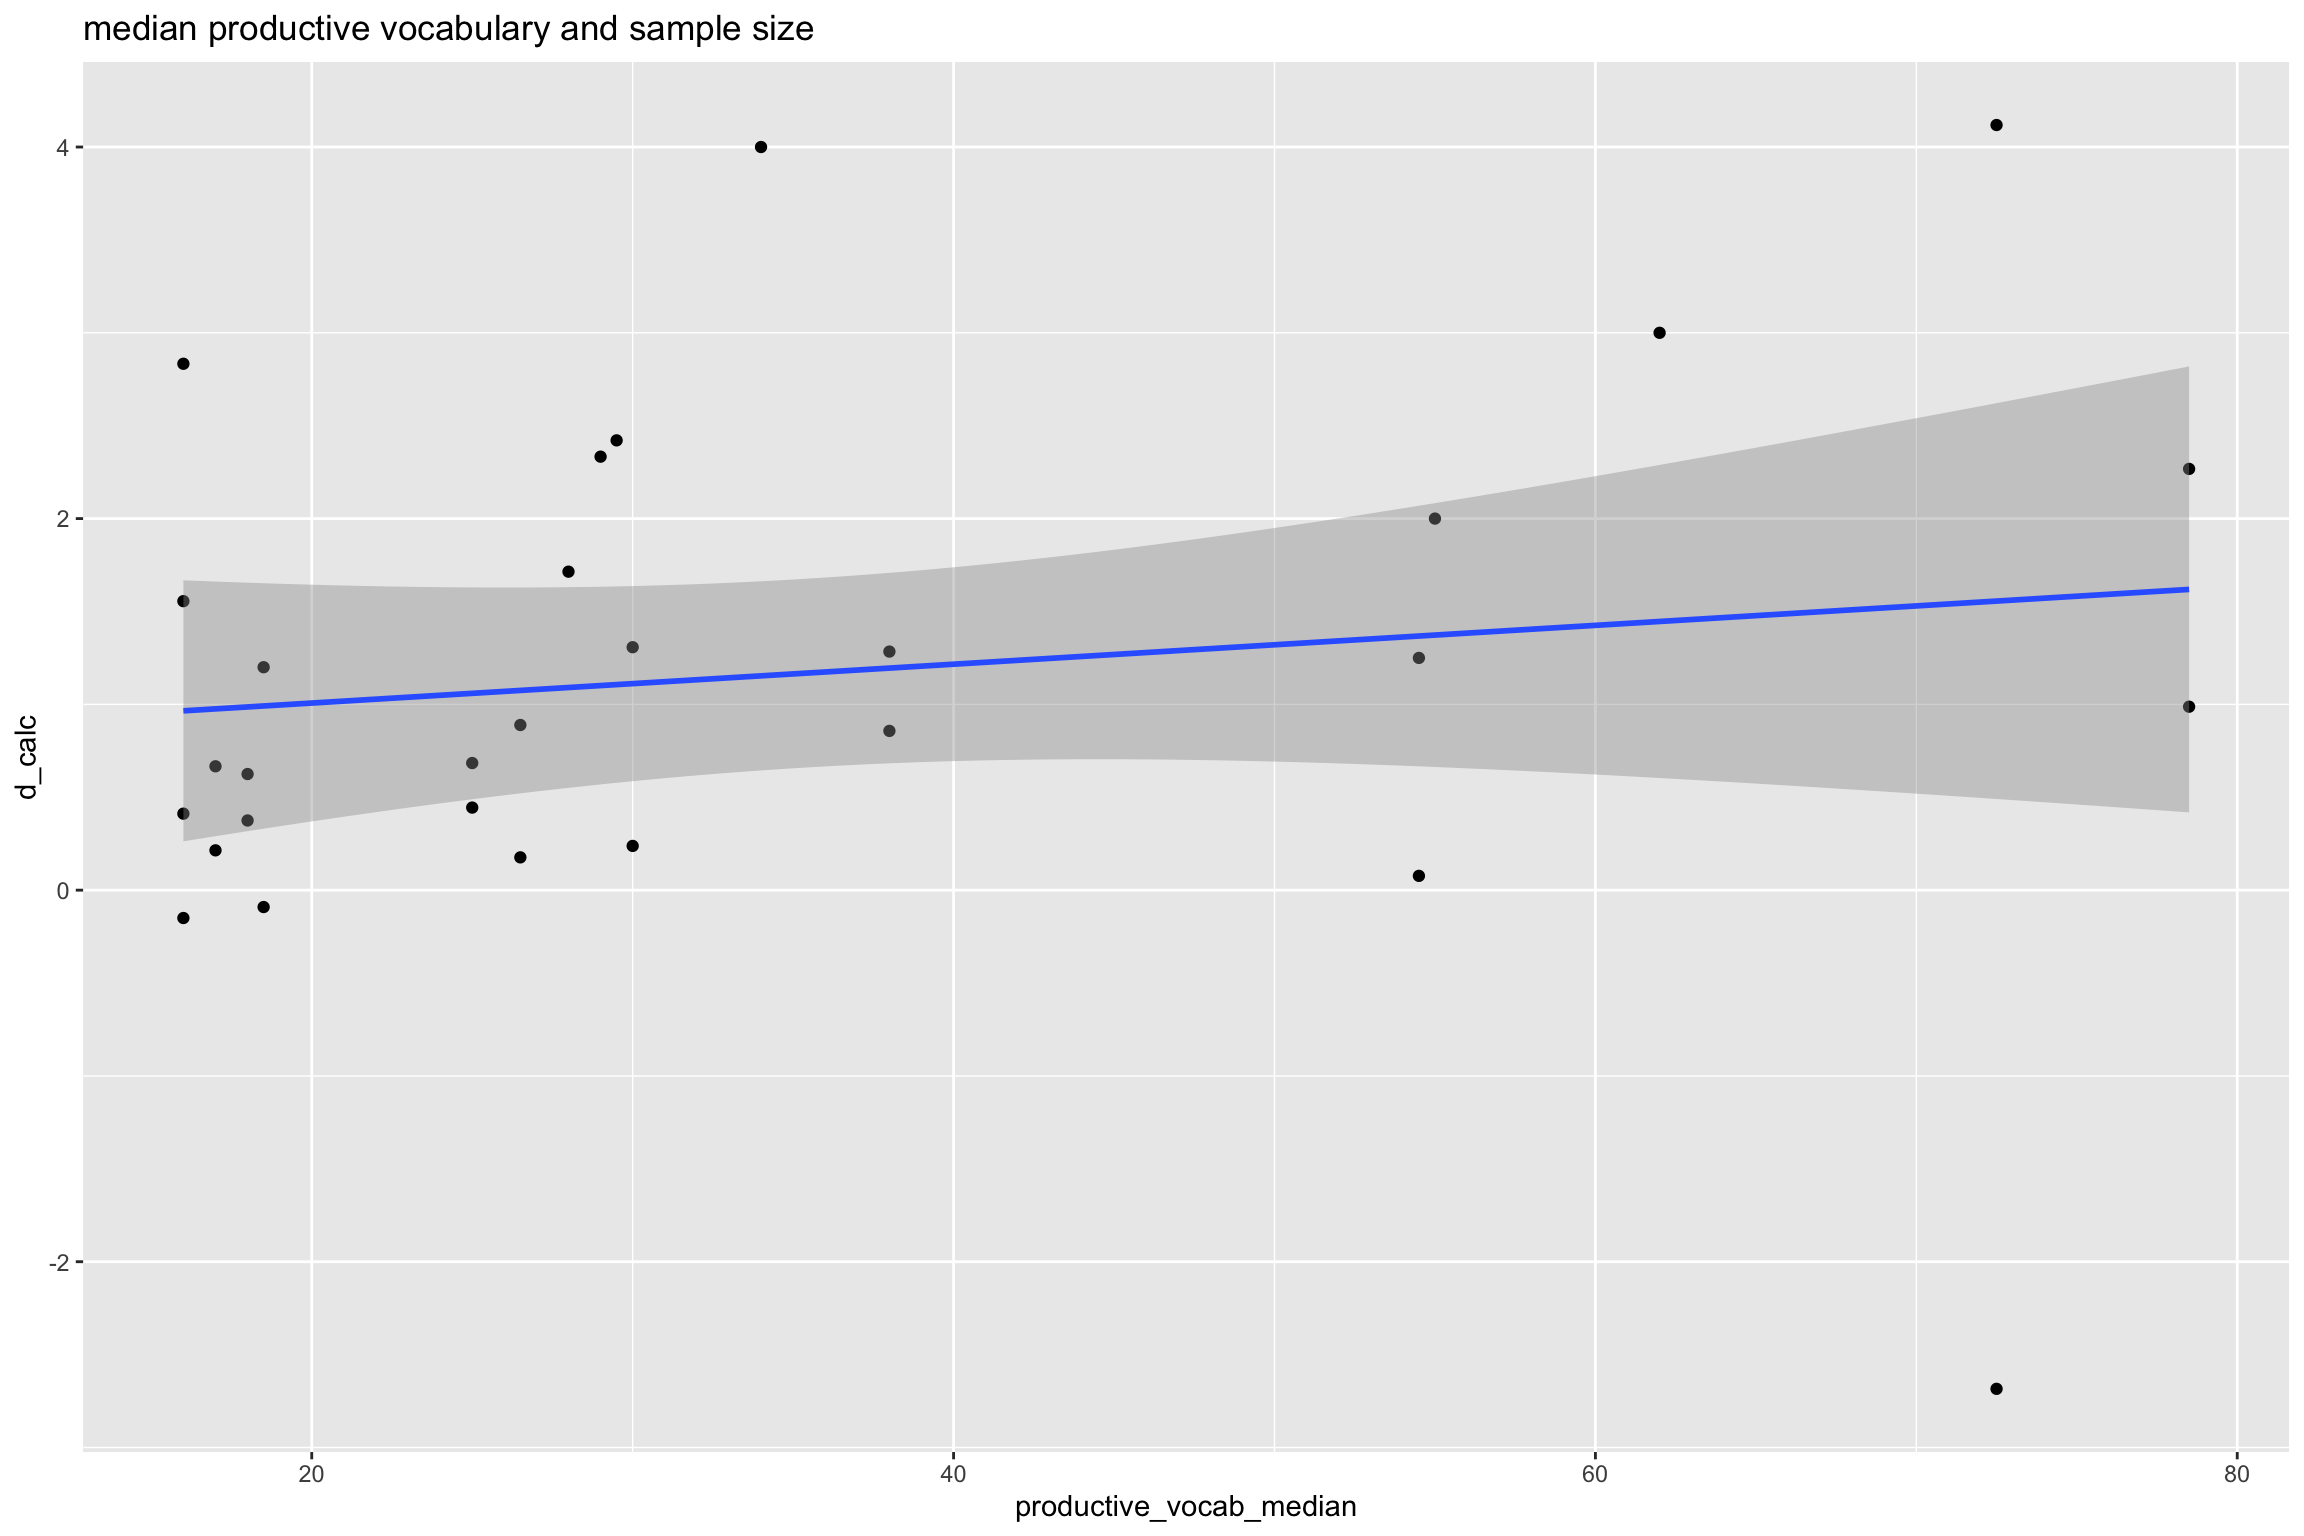 median productive vocabulary and sample size
4
2
0
-2
d_calc
20 40 60 80
productive_vocab_median